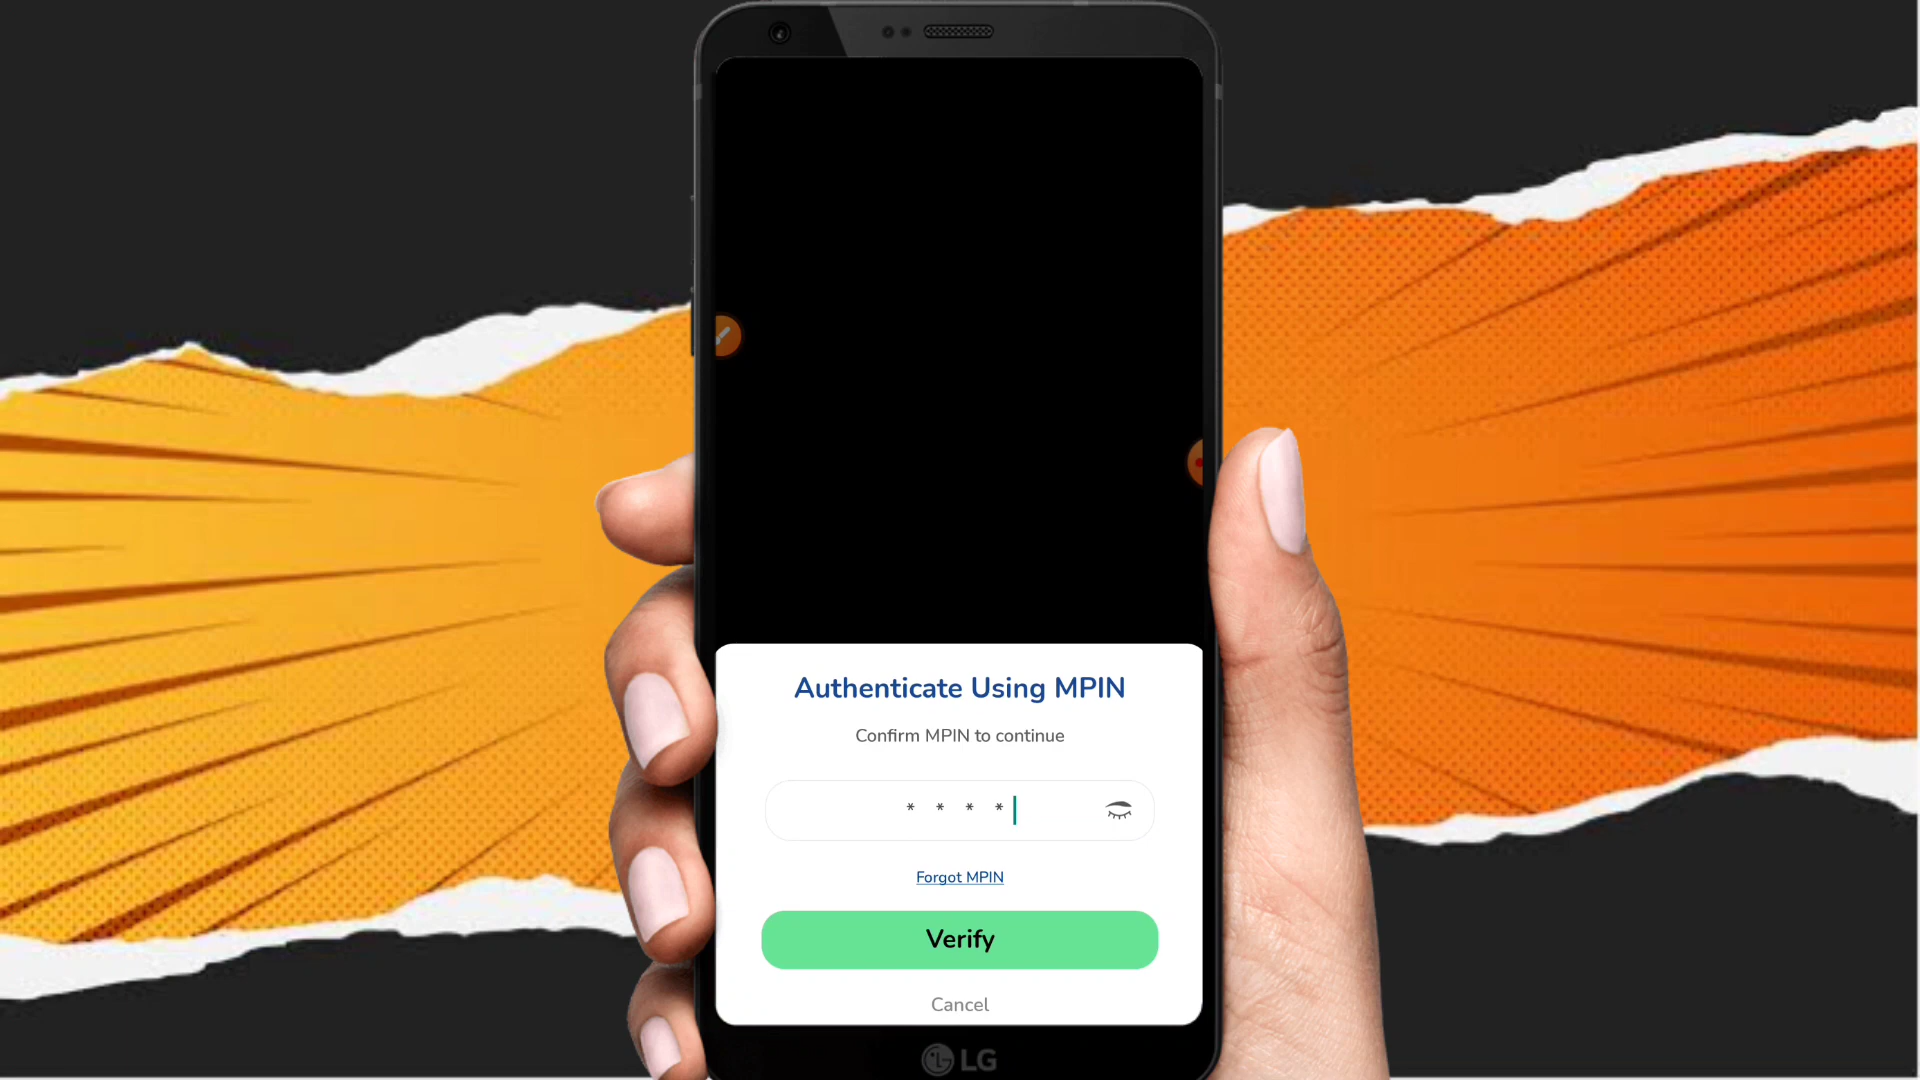 Authenticate Using MPIN
Confirm MPIN to continue
* * * *
Forgot MPIN
Verify
Cancel
LG